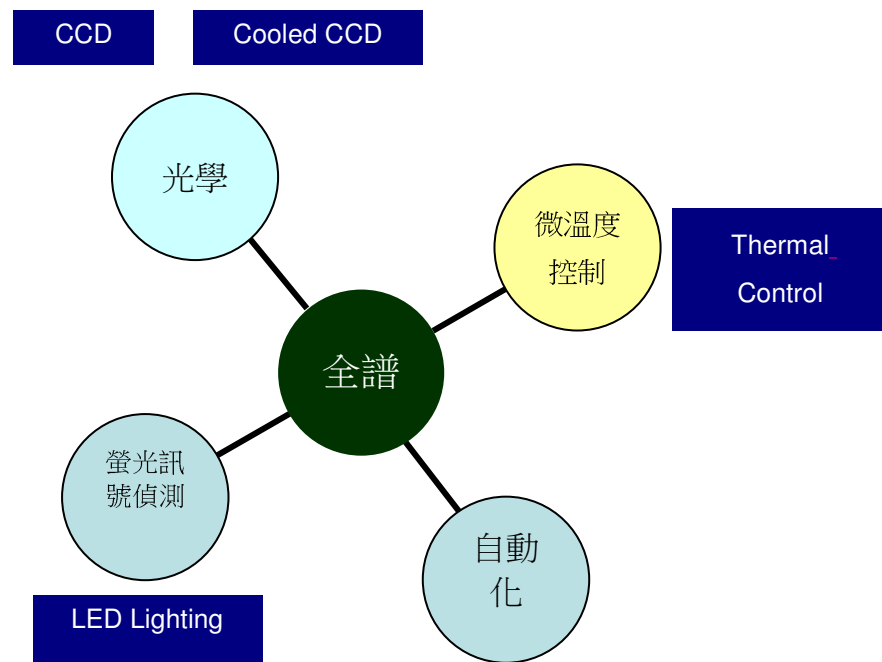 CCD
Cooled CCD
光學
微溫度
控制
Thermal
Control
全譜
螢光訊
號偵測
自動
化
LED Lighting